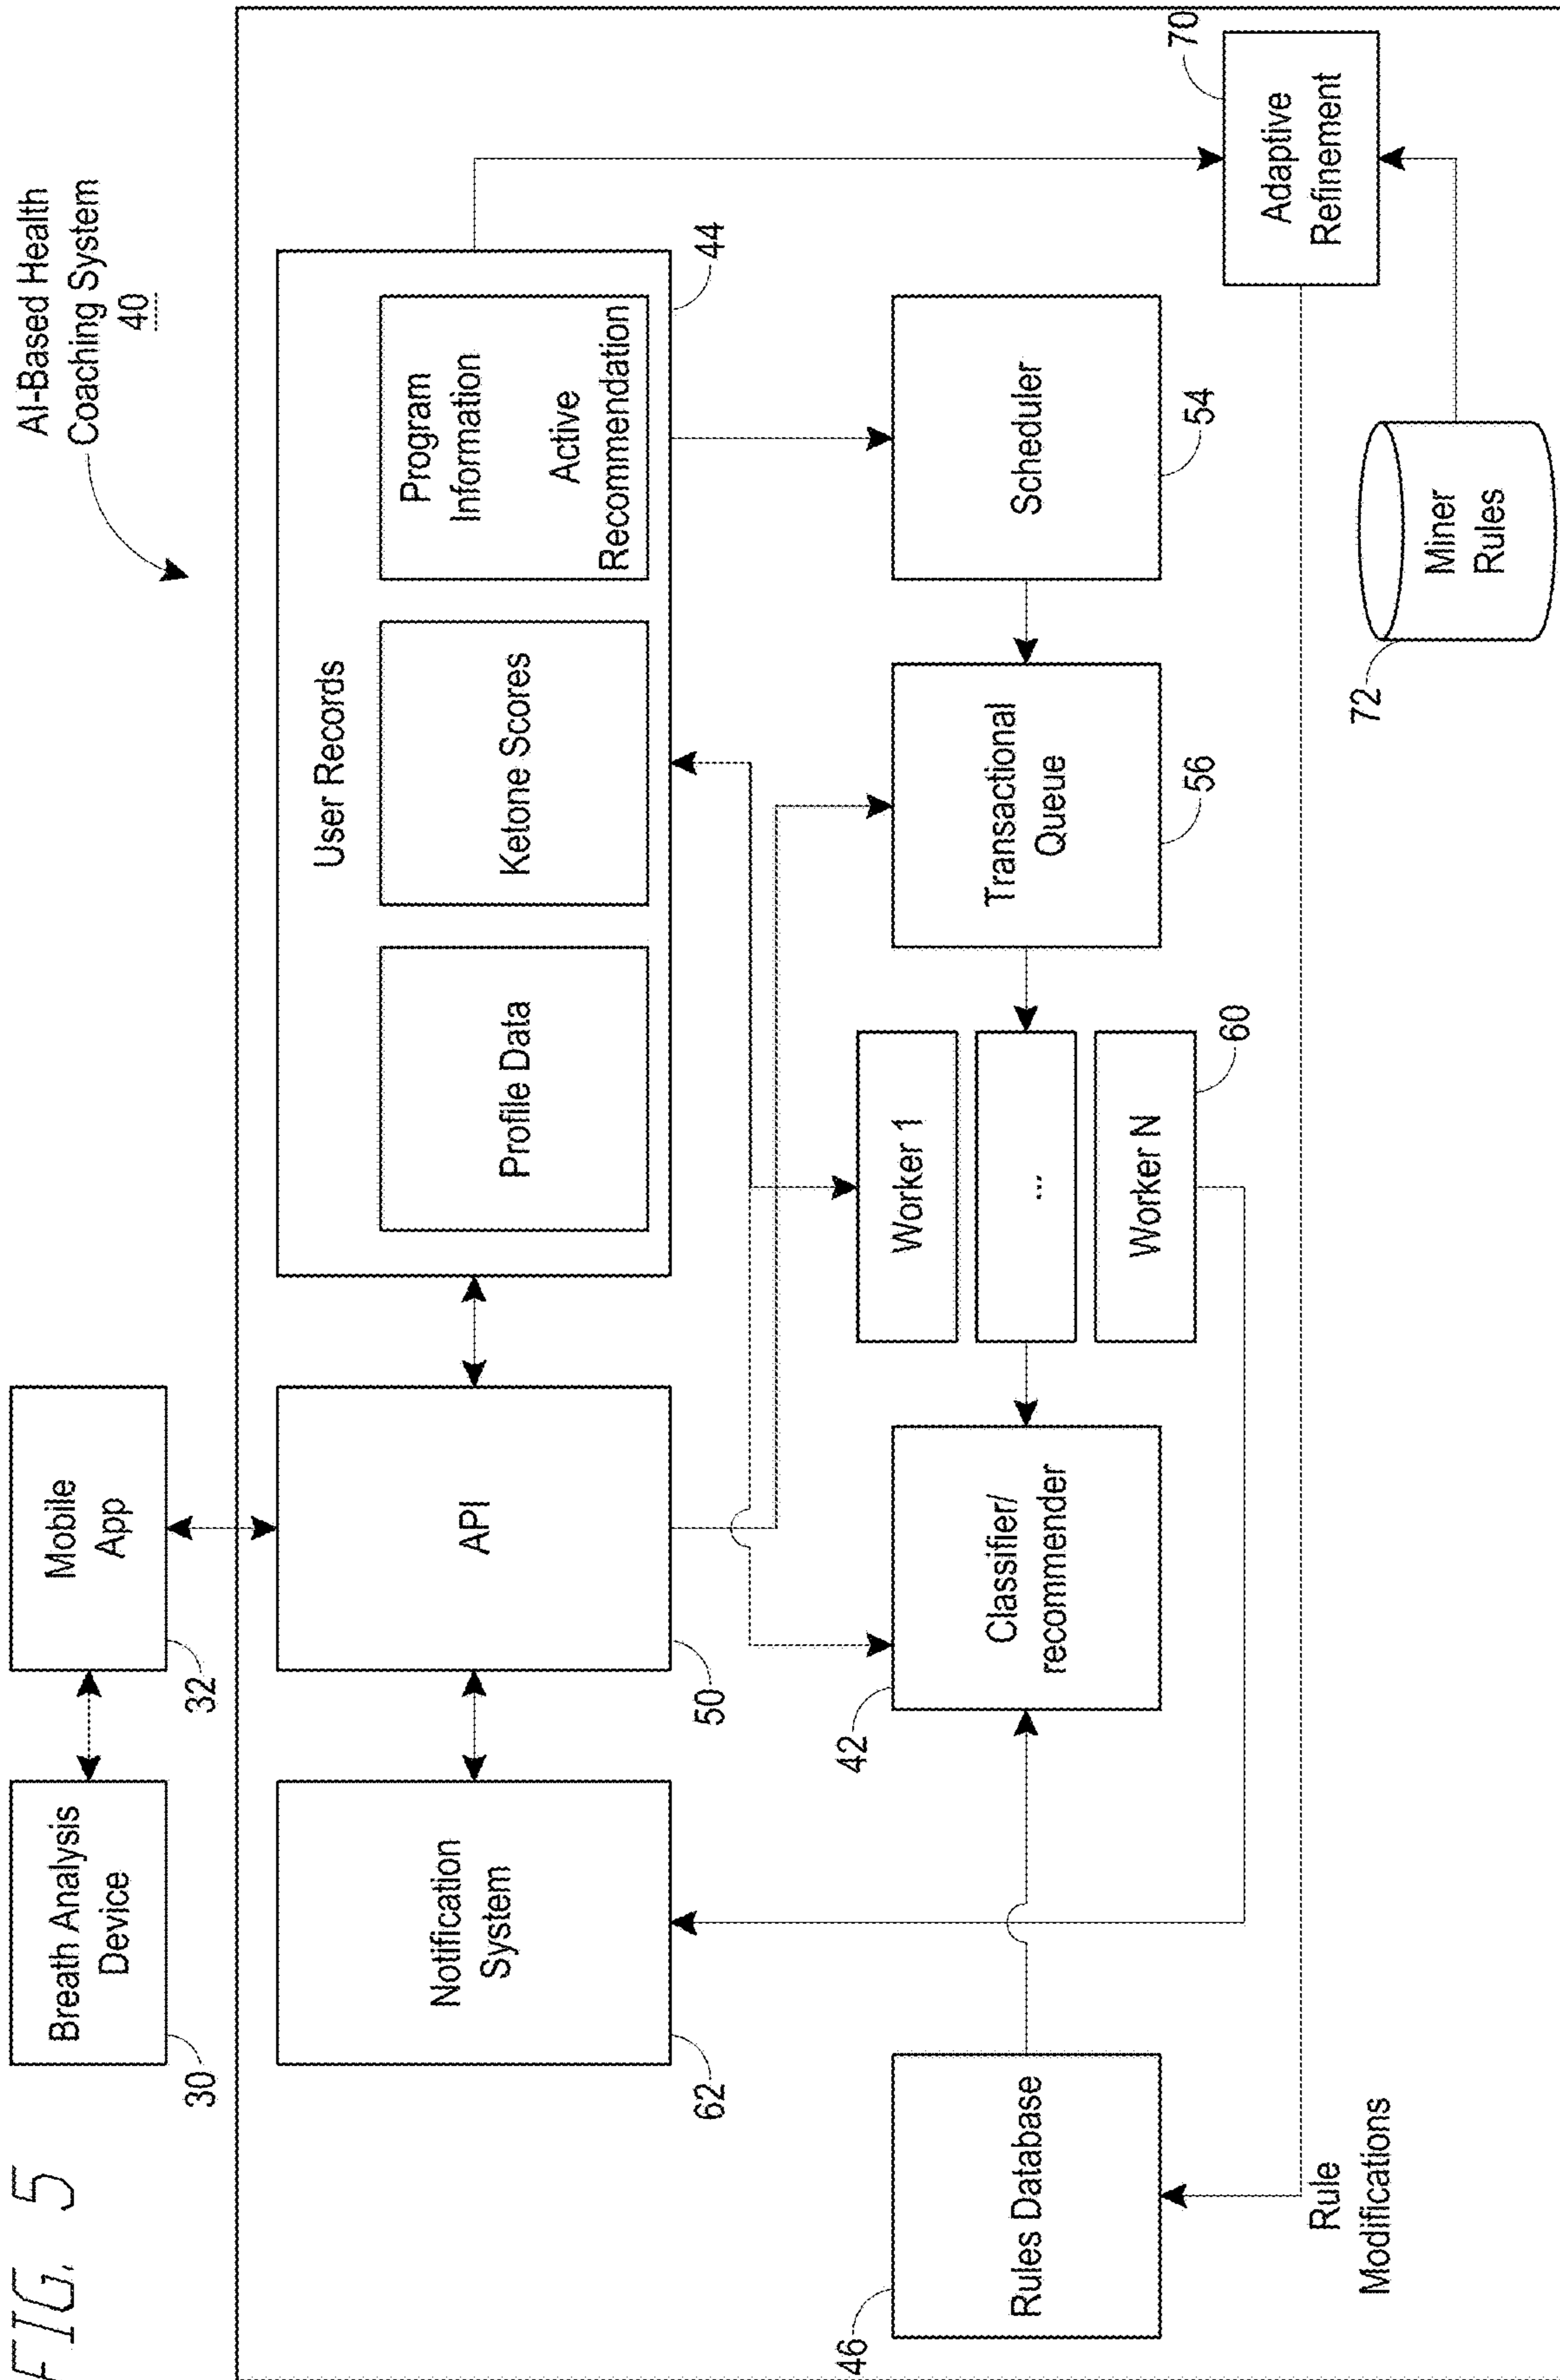 FIG. 5
AI-Based Health
Coaching System
40
Breath Analysis
Device
30
Mobile
App
32
Notification
System
62
API
50
User Records
Profile Data
Ketone Scores
Program
Information
Active
Recommendation
44
Rules Database
46
Classifier/
recommender
42
Worker 1
...
Worker N
60
Transactional
Queue
56
Scheduler
54
Adaptive
Refinement
70
Rule
Modifications
Miner
Rules
72